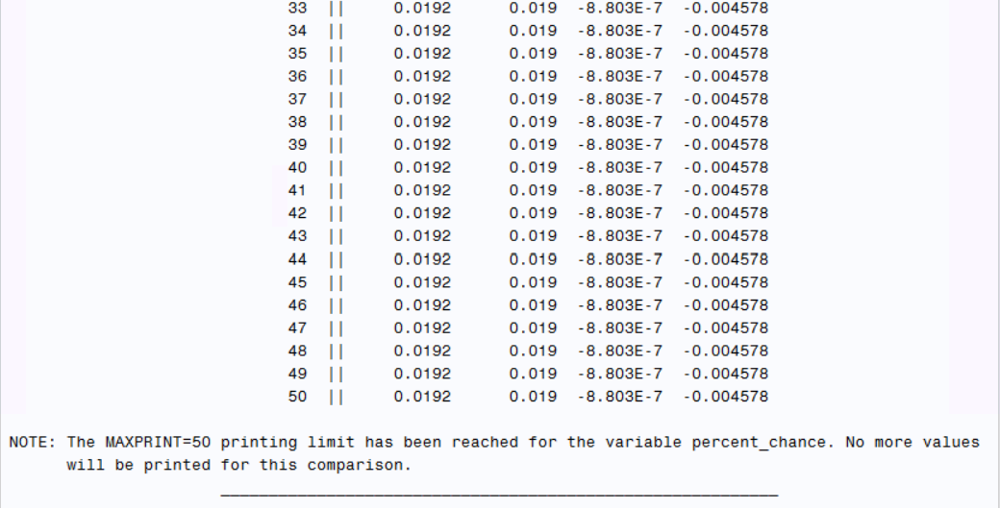 33 || 0.0192 0.019 -8.803E-7 -0.004578
34 || 0.0192 0.019 -8.803E-7 -0.004578
35 || 0.0192 0.019 -8.803E-7 -0.004578
36 || 0.0192 0.019 -8.803E-7 -0.004578
37 || 0.0192 0.019 -8.803E-7 -0.004578
38 || 0.0192 0.019 -8.803E-7 -0.004578
39 || 0.0192 0.019 -8.803E-7 -0.004578
40 || 0.0192 0.019 -8.803E-7 -0.004578
41 || 0.0192 0.019 -8.803E-7 -0.004578
42 || 0.0192 0.019 -8.803E-7 -0.004578
43 || 0.0192 0.019 -8.803E-7 -0.004578
44 || 0.0192 0.019 -8.803E-7 -0.004578
45 || 0.0192 0.019 -8.803E-7 -0.004578
46 || 0.0192 0.019 -8.803E-7 -0.004578
47 || 0.0192 0.019 -8.803E-7 -0.004578
48 || 0.0192 0.019 -8.803E-7 -0.004578
49 || 0.0192 0.019 -8.803E-7 -0.004578
50 || 0.0192 0.019 -8.803E-7 -0.004578
NOTE: The MAXPRINT=50 printing limit has been reached for the variable percent_chance. No more values
will be printed for this comparison.